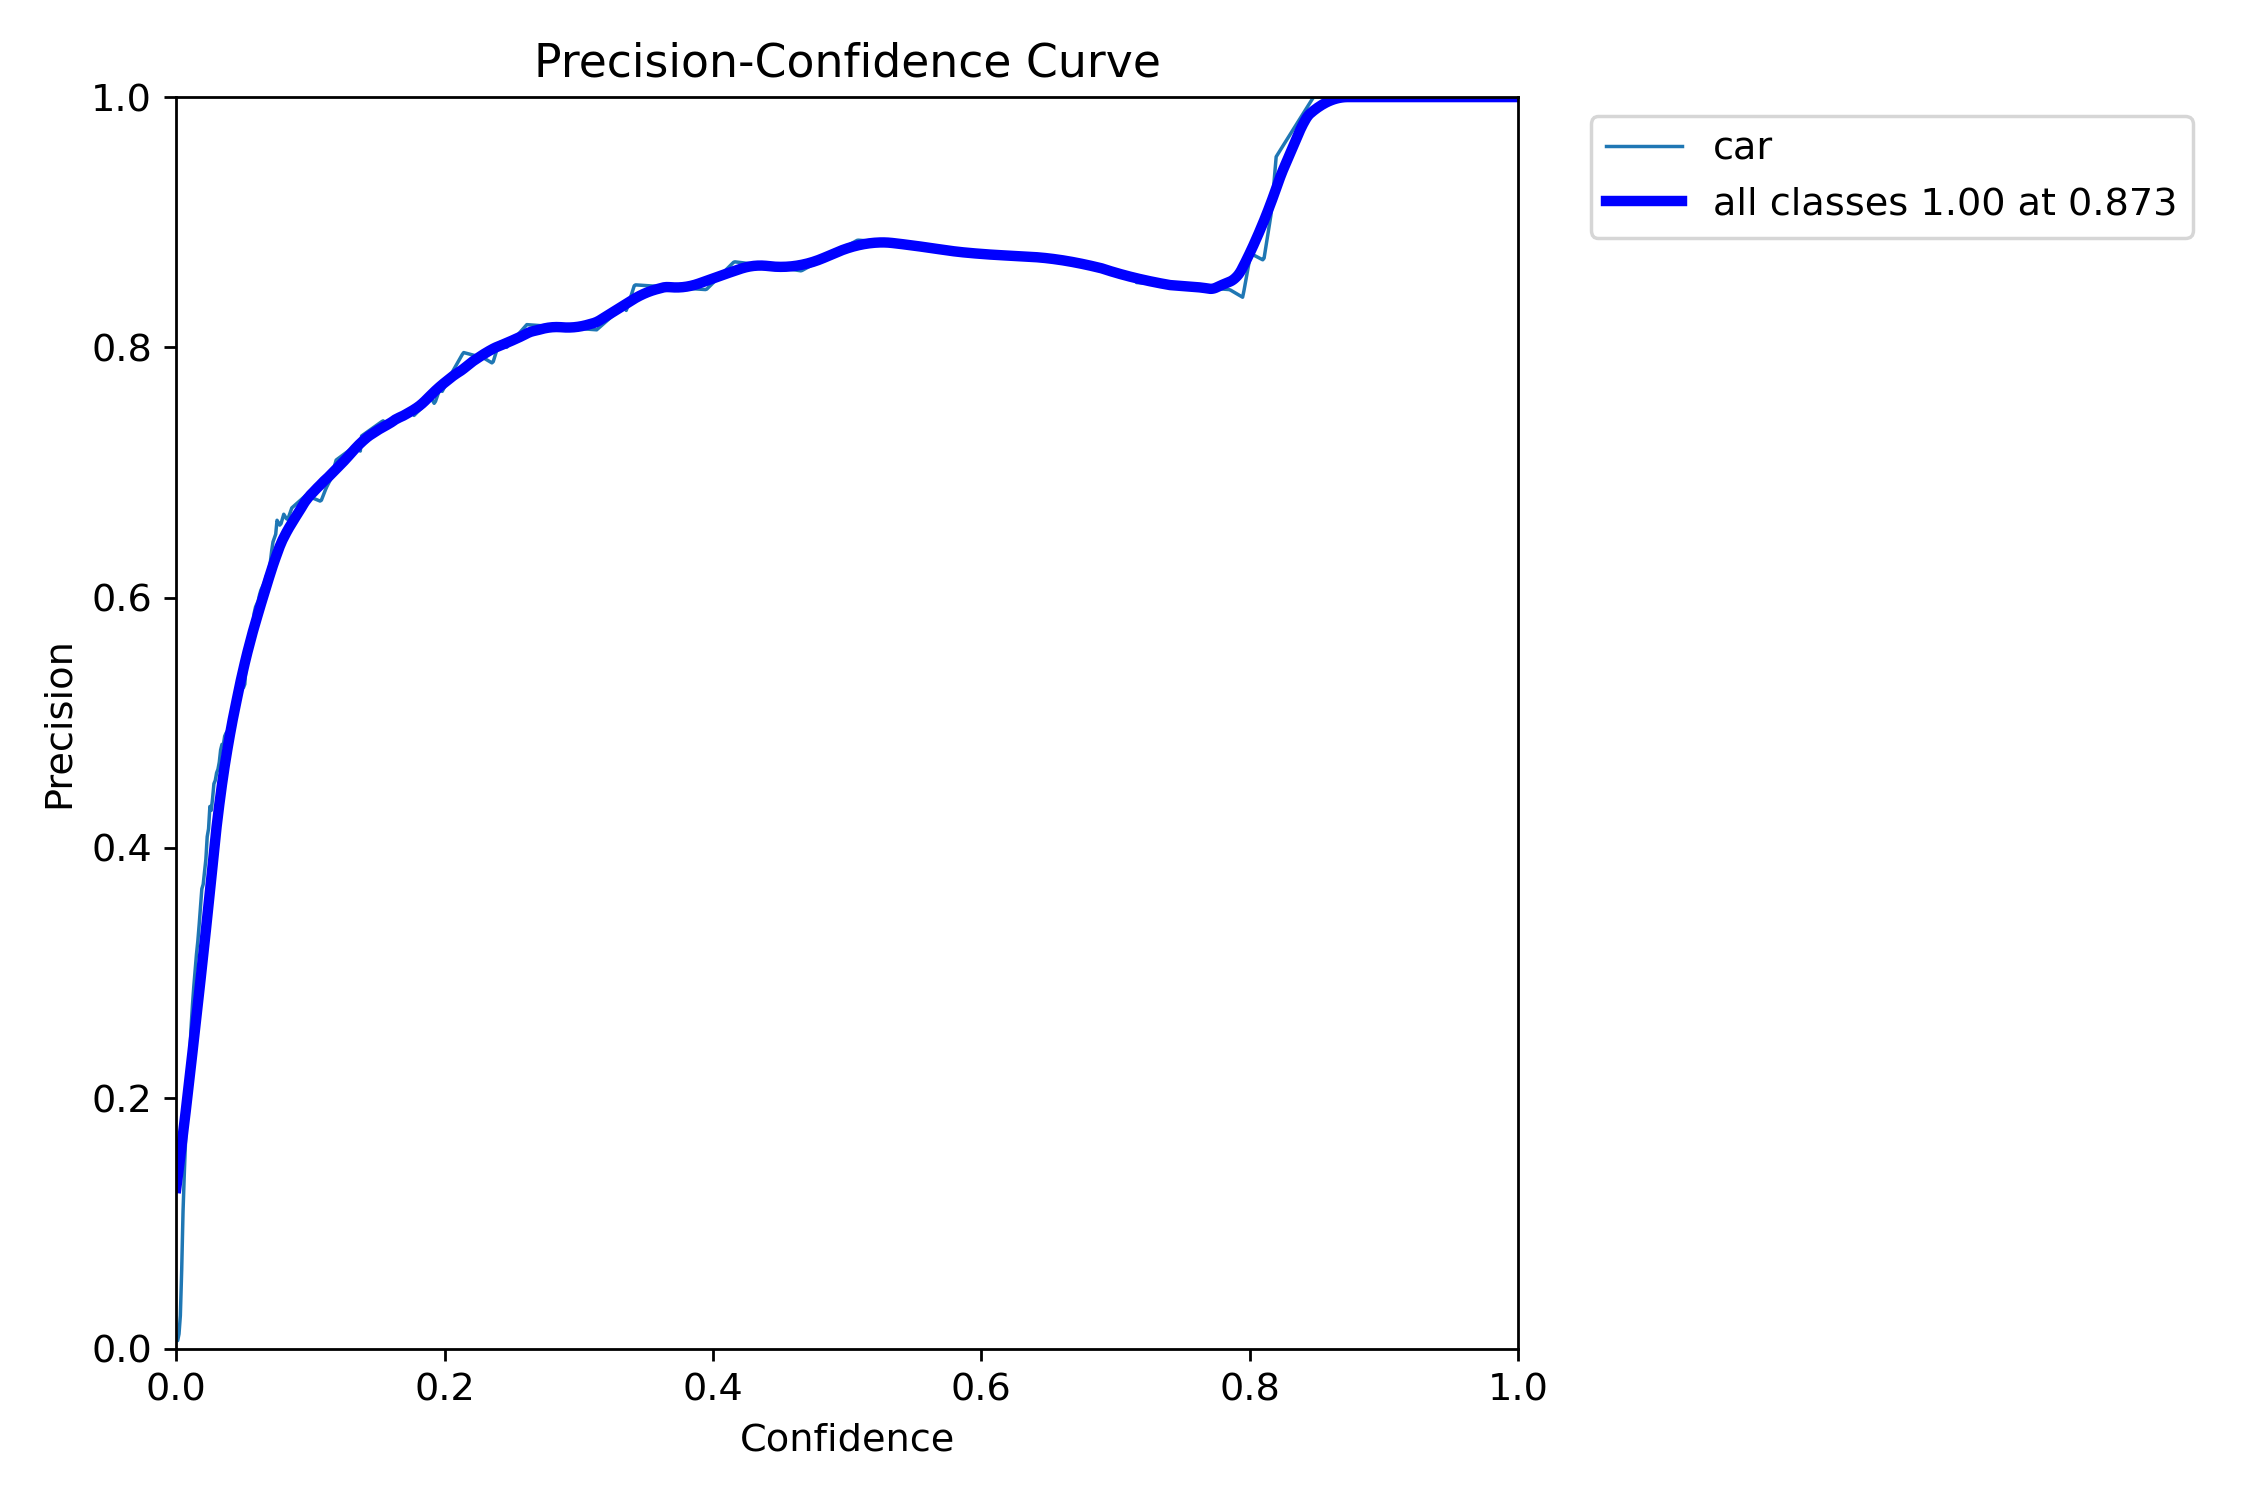 Precision-Confidence Curve
1.0
0.8
0.6
0.4
0.2
0.0
Precision
0.0 0.2 0.4 0.6 0.8 1.0
Confidence
car
all classes 1.00 at 0.873